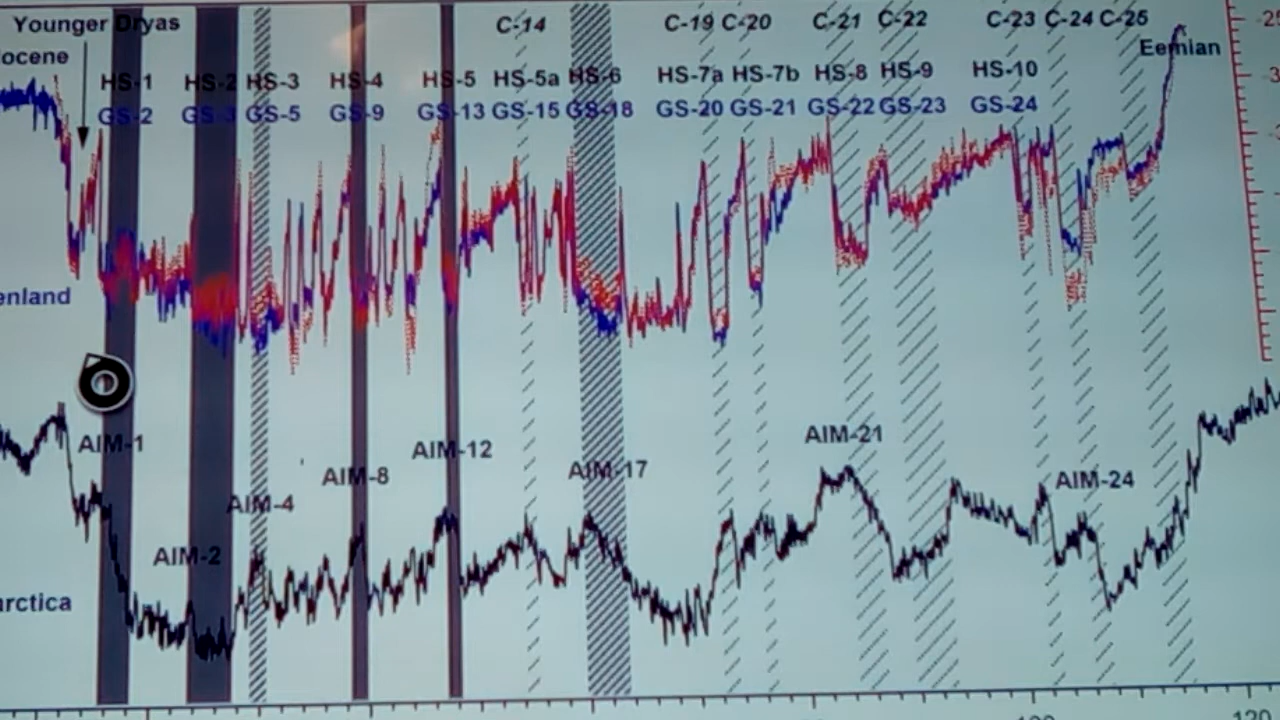 Younger Dryas C-14 C-19 C-20 C-21 C-22 C-23 C-24 C-25
locene Eemian
HS-1 HS-2 HS-3 HS-4 HS-5 HS-5a HS-6 HS-7a HS-7b HS-8 HS-9 HS-10
GS-2 GS-3 GS-5 GS-9 GS-13 GS-15 GS-18 GS-20 GS-21 GS-22 GS-23 GS-24
enland
AIM-1 AIM-2 AIM-4 AIM-8 AIM-12 AIM-17 AIM-21 AIM-24
arctica